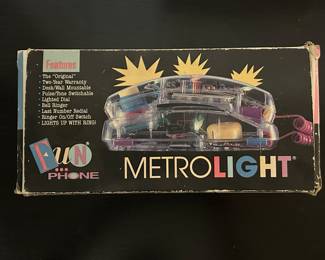 Features
• The "Original"
• Two-Year Warranty
• Desk/Wall Mountable
• Pulse/Tone Switchable
• Lighted Dial
• Bell Ringer
• Last Number Redial
• Ringer On/Off Switch
• LIGHTS UP WITH RING!
FUN
PHONE
METROLIGHT®